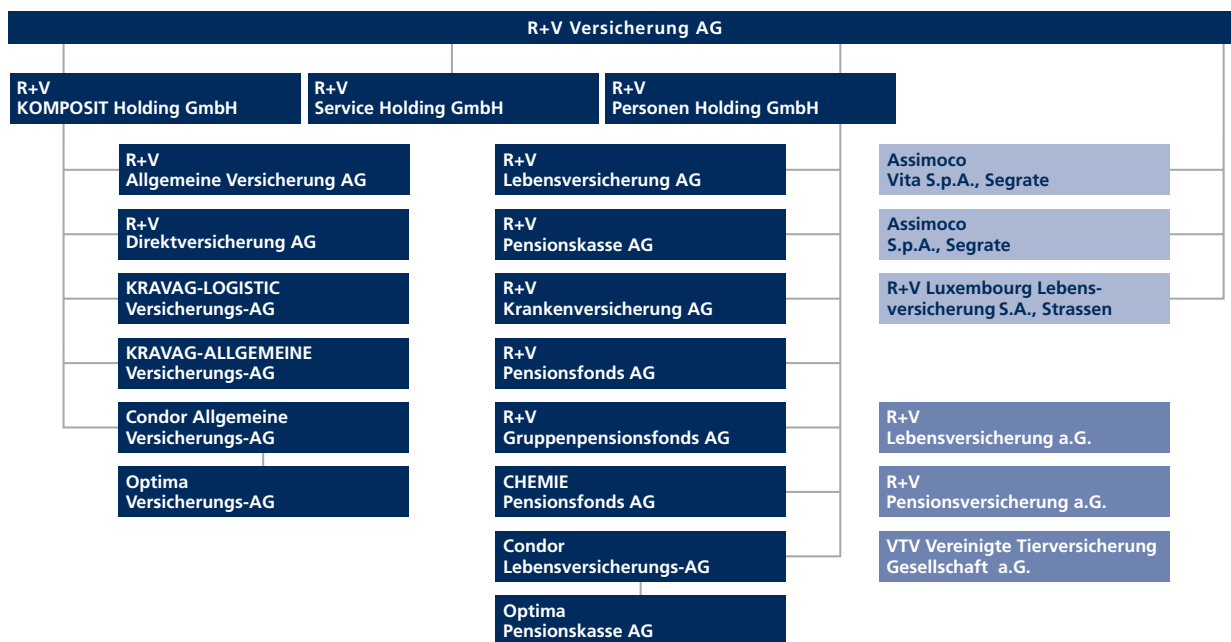 R+V Versicherung AG
R+V
KOMPOSIT Holding GmbH
R+V
Service Holding GmbH
R+V
Personen Holding GmbH
R+V
Allgemeine Versicherung AG
R+V
Direktversicherung AG
KRAVAG-LOGISTIC
Versicherungs-AG
KRAVAG-ALLGEMEINE
Versicherungs-AG
Condor Allgemeine
Versicherungs-AG
Optima
Versicherungs-AG
R+V
Lebensversicherung AG
R+V
Pensionskasse AG
R+V
Krankenversicherung AG
R+V
Pensionsfonds AG
R+V
Gruppenpensionsfonds AG
CHEMIE
Pensionsfonds AG
Condor
Lebensversicherungs-AG
Optima
Pensionskasse AG
Assimoco
Vita S.p.A., Segrate
Assimoco
S.p.A., Segrate
R+V Luxembourg Lebens-
versicherung S.A., Strassen
R+V
Lebensversicherung a.G.
R+V
Pensionsversicherung a.G.
VTV Vereinigte Tierversicherung
Gesellschaft a.G.